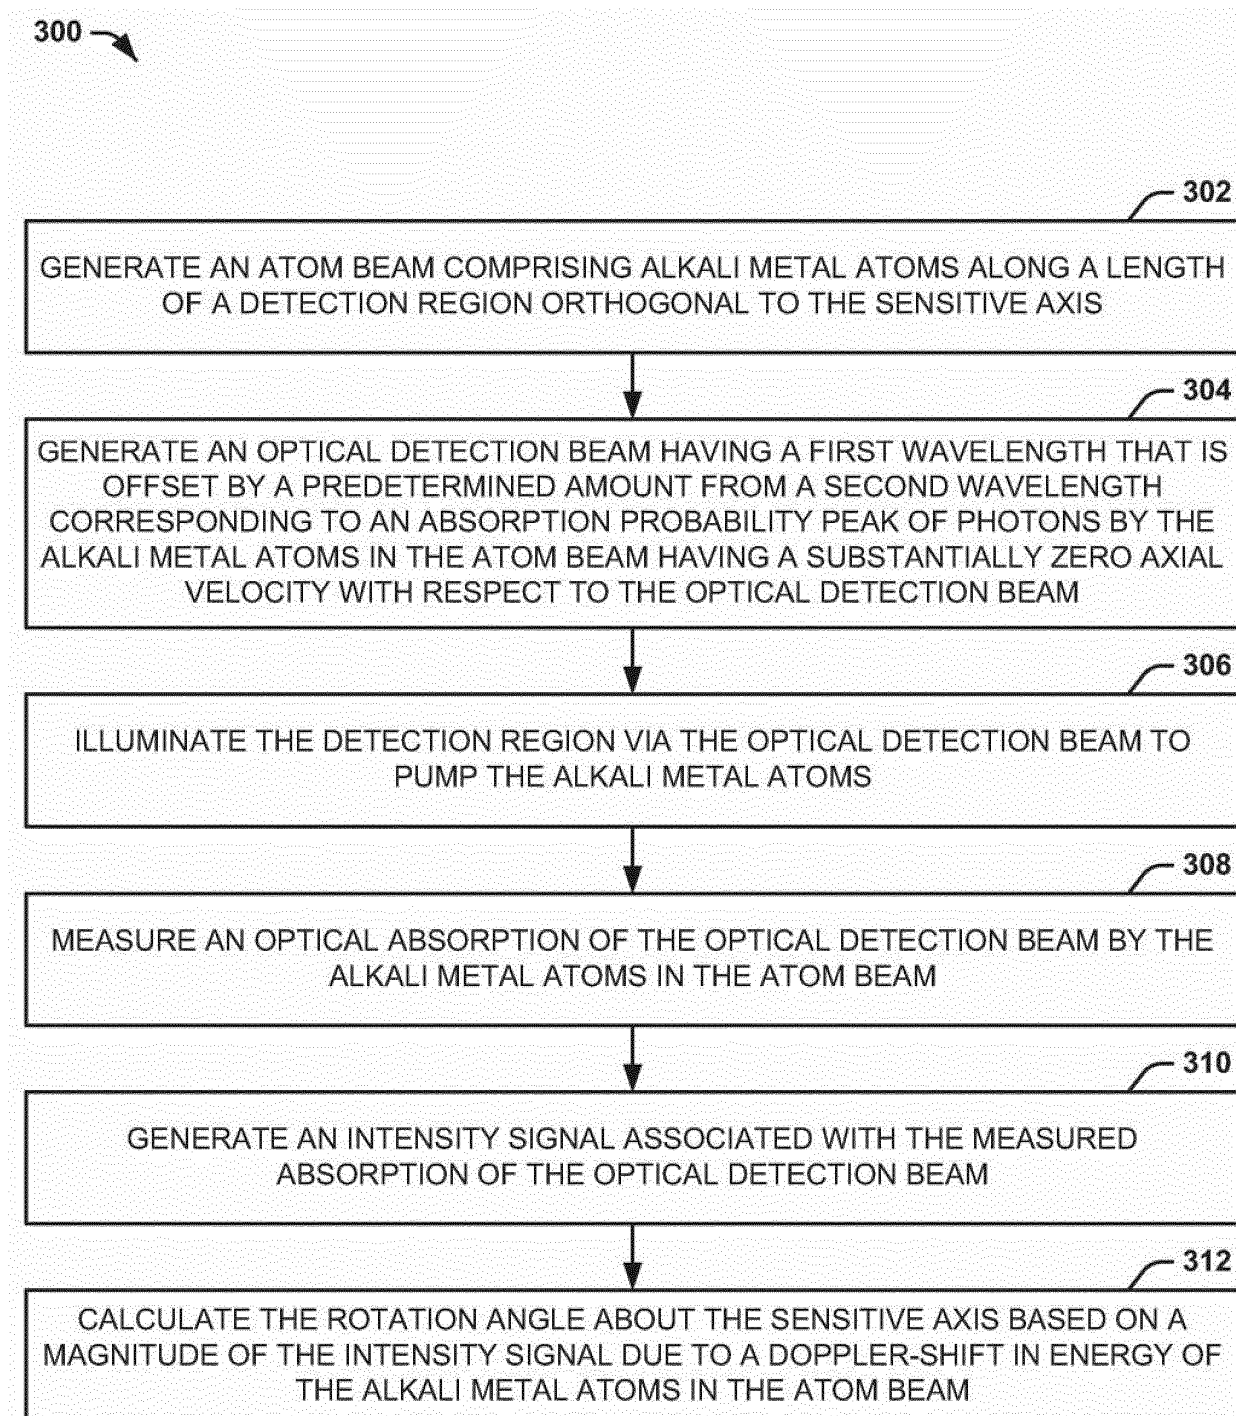 300
302
GENERATE AN ATOM BEAM COMPRISING ALKALI METAL ATOMS ALONG A LENGTH
OF A DETECTION REGION ORTHOGONAL TO THE SENSITIVE AXIS
304
GENERATE AN OPTICAL DETECTION BEAM HAVING A FIRST WAVELENGTH THAT IS
OFFSET BY A PREDETERMINED AMOUNT FROM A SECOND WAVELENGTH
CORRESPONDING TO AN ABSORPTION PROBABILITY PEAK OF PHOTONS BY THE
ALKALI METAL ATOMS IN THE ATOM BEAM HAVING A SUBSTANTIALLY ZERO AXIAL
VELOCITY WITH RESPECT TO THE OPTICAL DETECTION BEAM
306
ILLUMINATE THE DETECTION REGION VIA THE OPTICAL DETECTION BEAM TO
PUMP THE ALKALI METAL ATOMS
308
MEASURE AN OPTICAL ABSORPTION OF THE OPTICAL DETECTION BEAM BY THE
ALKALI METAL ATOMS IN THE ATOM BEAM
310
GENERATE AN INTENSITY SIGNAL ASSOCIATED WITH THE MEASURED
ABSORPTION OF THE OPTICAL DETECTION BEAM
312
CALCULATE THE ROTATION ANGLE ABOUT THE SENSITIVE AXIS BASED ON A
MAGNITUDE OF THE INTENSITY SIGNAL DUE TO A DOPPLER-SHIFT IN ENERGY OF
THE ALKALI METAL ATOMS IN THE ATOM BEAM